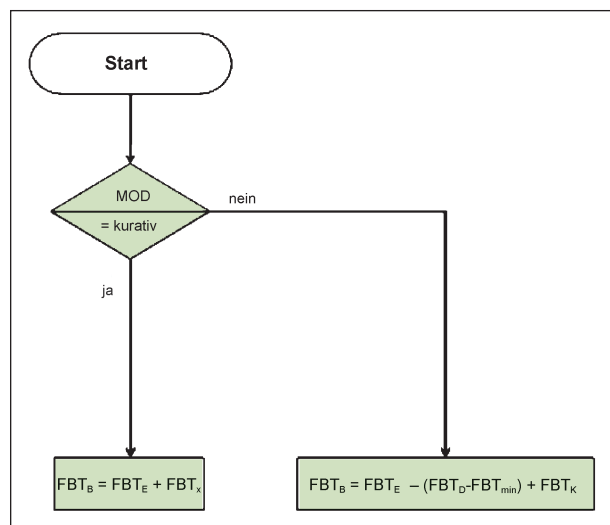 Start
MOD
= kurativ
nein
ja
FBT_B = FBT_E + FBT_x
FBT_B = FBT_E – (FBT_D-FBT_min) + FBT_K